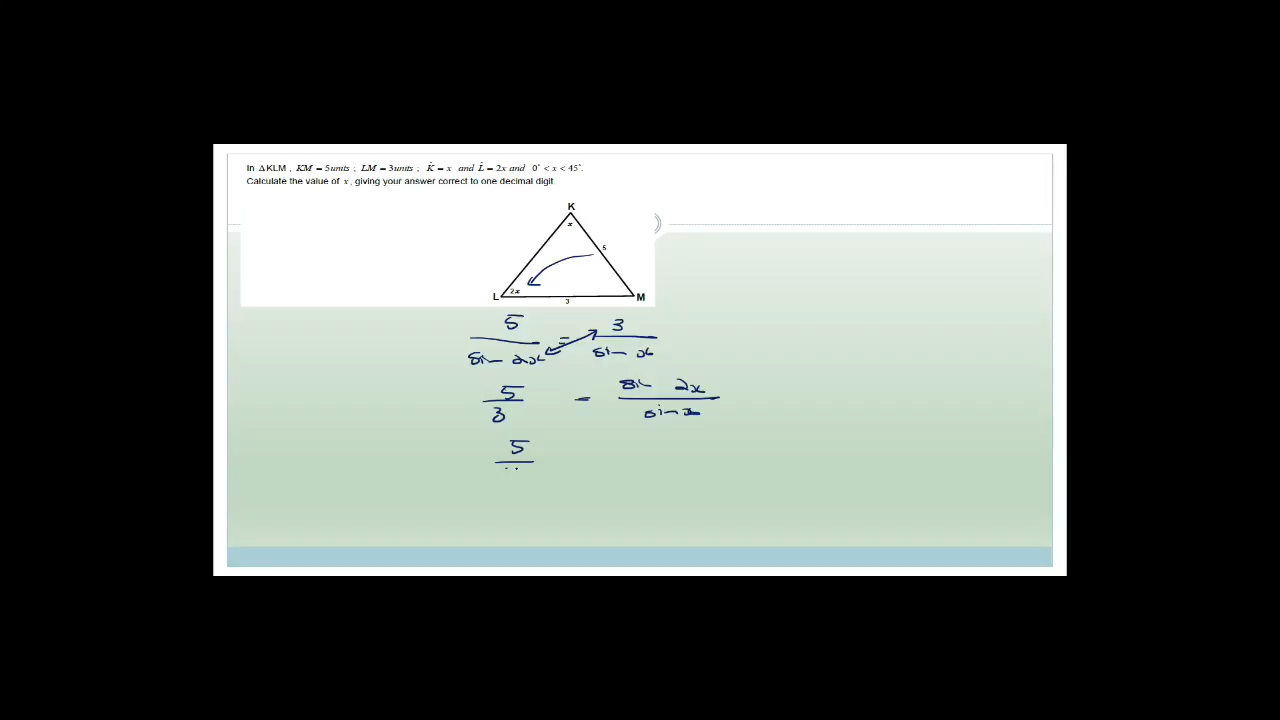 In ΔKLM , KM = 5units ; LM = 3units ; K̂ = x and L̂ = 2x and 0° < x < 45°.
Calculate the value of x , giving your answer correct to one decimal digit.
K
x
5
2x
L
M
3
5 / sin 2x = 3 / sin x
5 / 3 = sin 2x / sin x
5